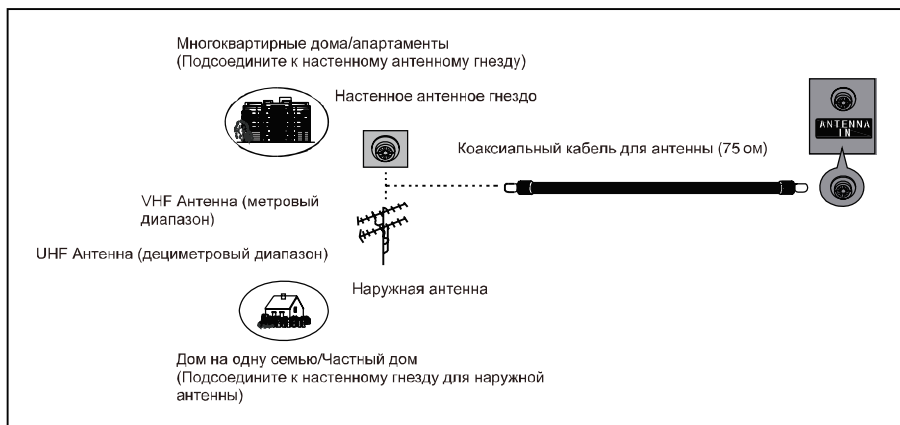 Многоквартирные дома/апартаменты
(Подсоедините к настенному антенному гнезду)
Настенное антенное гнездо
ANTENNA
IN
Коаксиальный кабель для антенны (75 ом)
VHF Антенна (метровый
диапазон)
UHF Антенна (дециметровый диапазон)
Наружная антенна
Дом на одну семью/Частный дом
(Подсоедините к настенному гнезду для наружной
антенны)